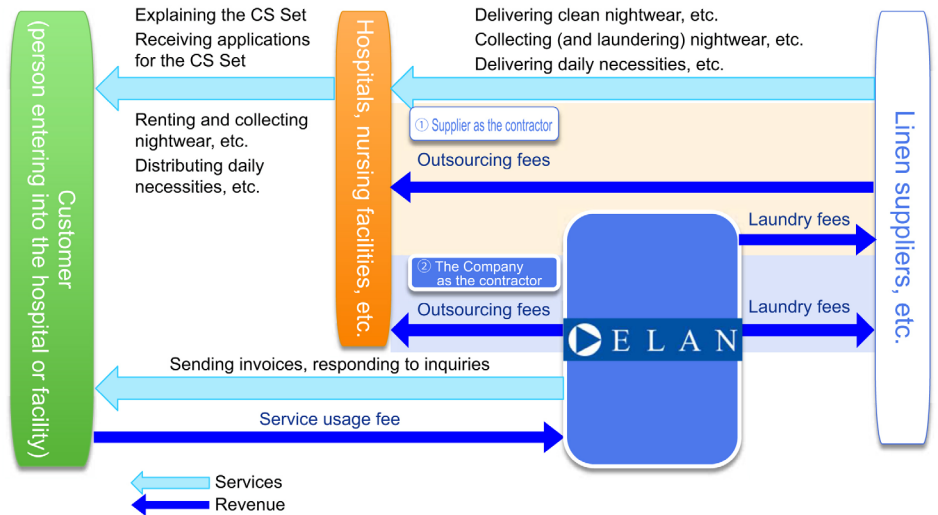 Explaining the CS Set
Receiving applications
for the CS Set
Renting and collecting
nightwear, etc.
Distributing daily
necessities, etc.
Customer
(person entering into the hospital or facility)
Hospitals, nursing facilities, etc.
Delivering clean nightwear, etc.
Collecting (and laundering) nightwear, etc.
Delivering daily necessities, etc.
① Supplier as the contractor
Outsourcing fees
Laundry fees
② The Company
as the contractor
Outsourcing fees
Laundry fees
ELAN
Linen suppliers, etc.
Sending invoices, responding to inquiries
Service usage fee
Services
Revenue